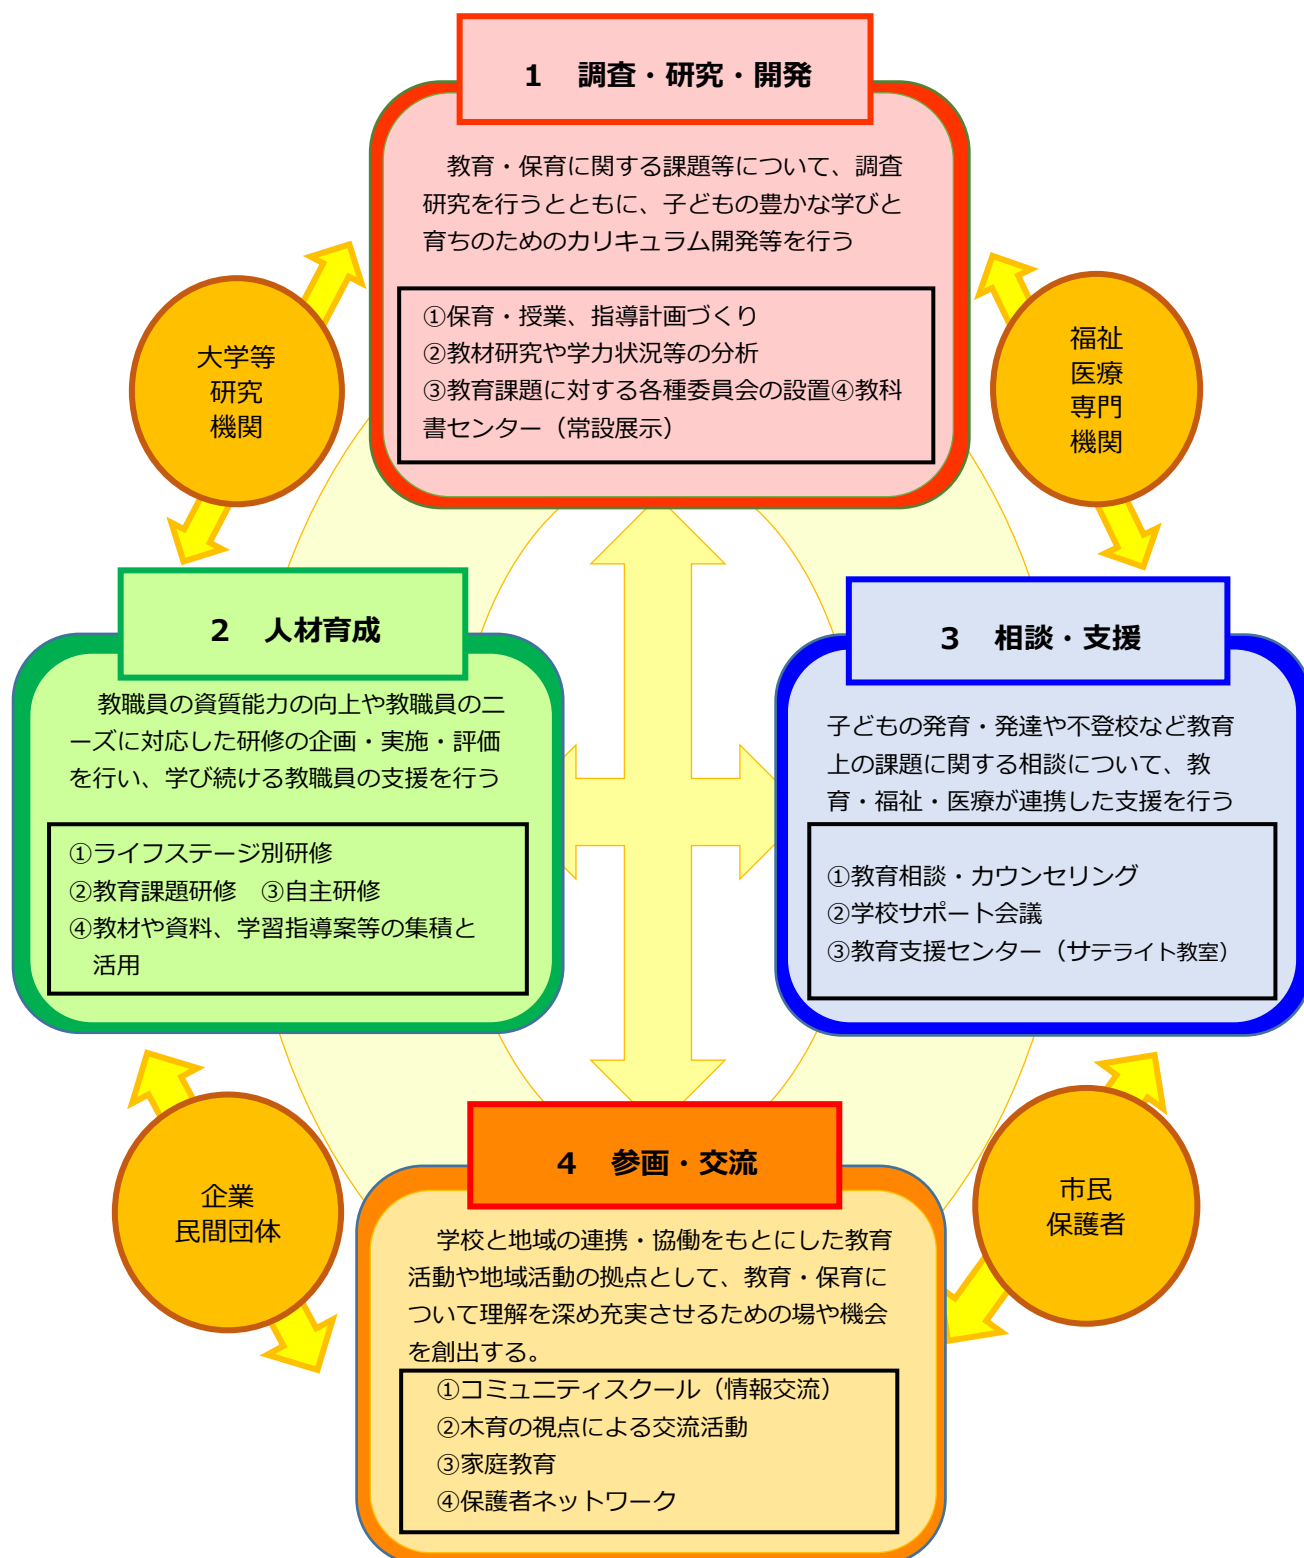 1 調査・研究・開発
教育・保育に関する課題等について、調査
研究を行うとともに、子どもの豊かな学びと
育ちのためのカリキュラム開発等を行う
①保育・授業、指導計画づくり
②教材研究や学力状況等の分析
③教育課題に対する各種委員会の設置④教科
書センター（常設展示）
大学等
研究
機関
福祉
医療
専門
機関
2 人材育成
教職員の資質能力の向上や教職員のニ
ーズに対応した研修の企画・実施・評価
を行い、学び続ける教職員の支援を行う
①ライフステージ別研修
②教育課題研修 ③自主研修
④教材や資料、学習指導案等の集積と
活用
3 相談・支援
子どもの発育・発達や不登校など教育
上の課題に関する相談について、教
育・福祉・医療が連携した支援を行う
①教育相談・カウンセリング
②学校サポート会議
③教育支援センター（サテライト教室）
企業
民間団体
市民
保護者
4 参画・交流
学校と地域の連携・協働をもとにした教育
活動や地域活動の拠点として、教育・保育に
ついて理解を深め充実させるための場や機会
を創出する。
①コミュニティスクール（情報交流）
②木育の視点による交流活動
③家庭教育
④保護者ネットワーク